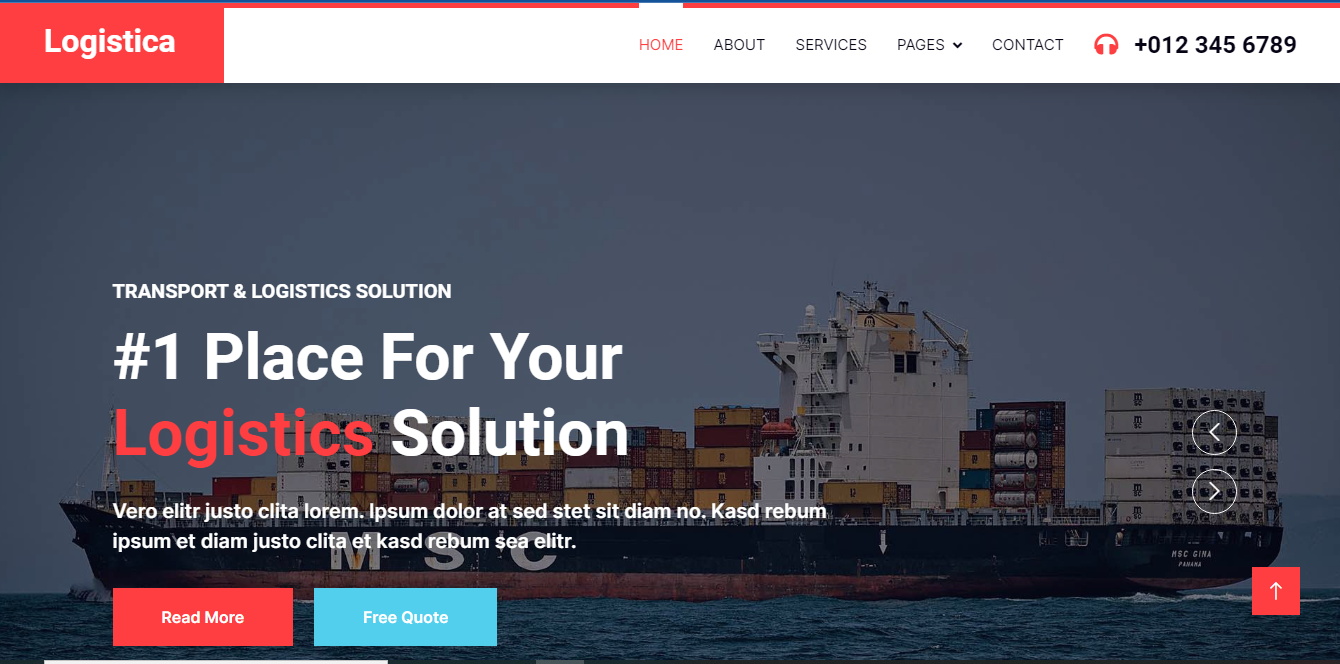 Logistica
HOME ABOUT SERVICES PAGES CONTACT +012 345 6789
TRANSPORT & LOGISTICS SOLUTION
#1 Place For Your
Logistics Solution
Vero elitr justo clita lorem. Ipsum dolor at sed stet sit diam no. Kasd rebum
ipsum et diam justo clita et kasd rebum sea elitr.
M S C
MSC GINA
PANAMA
Read More Free Quote